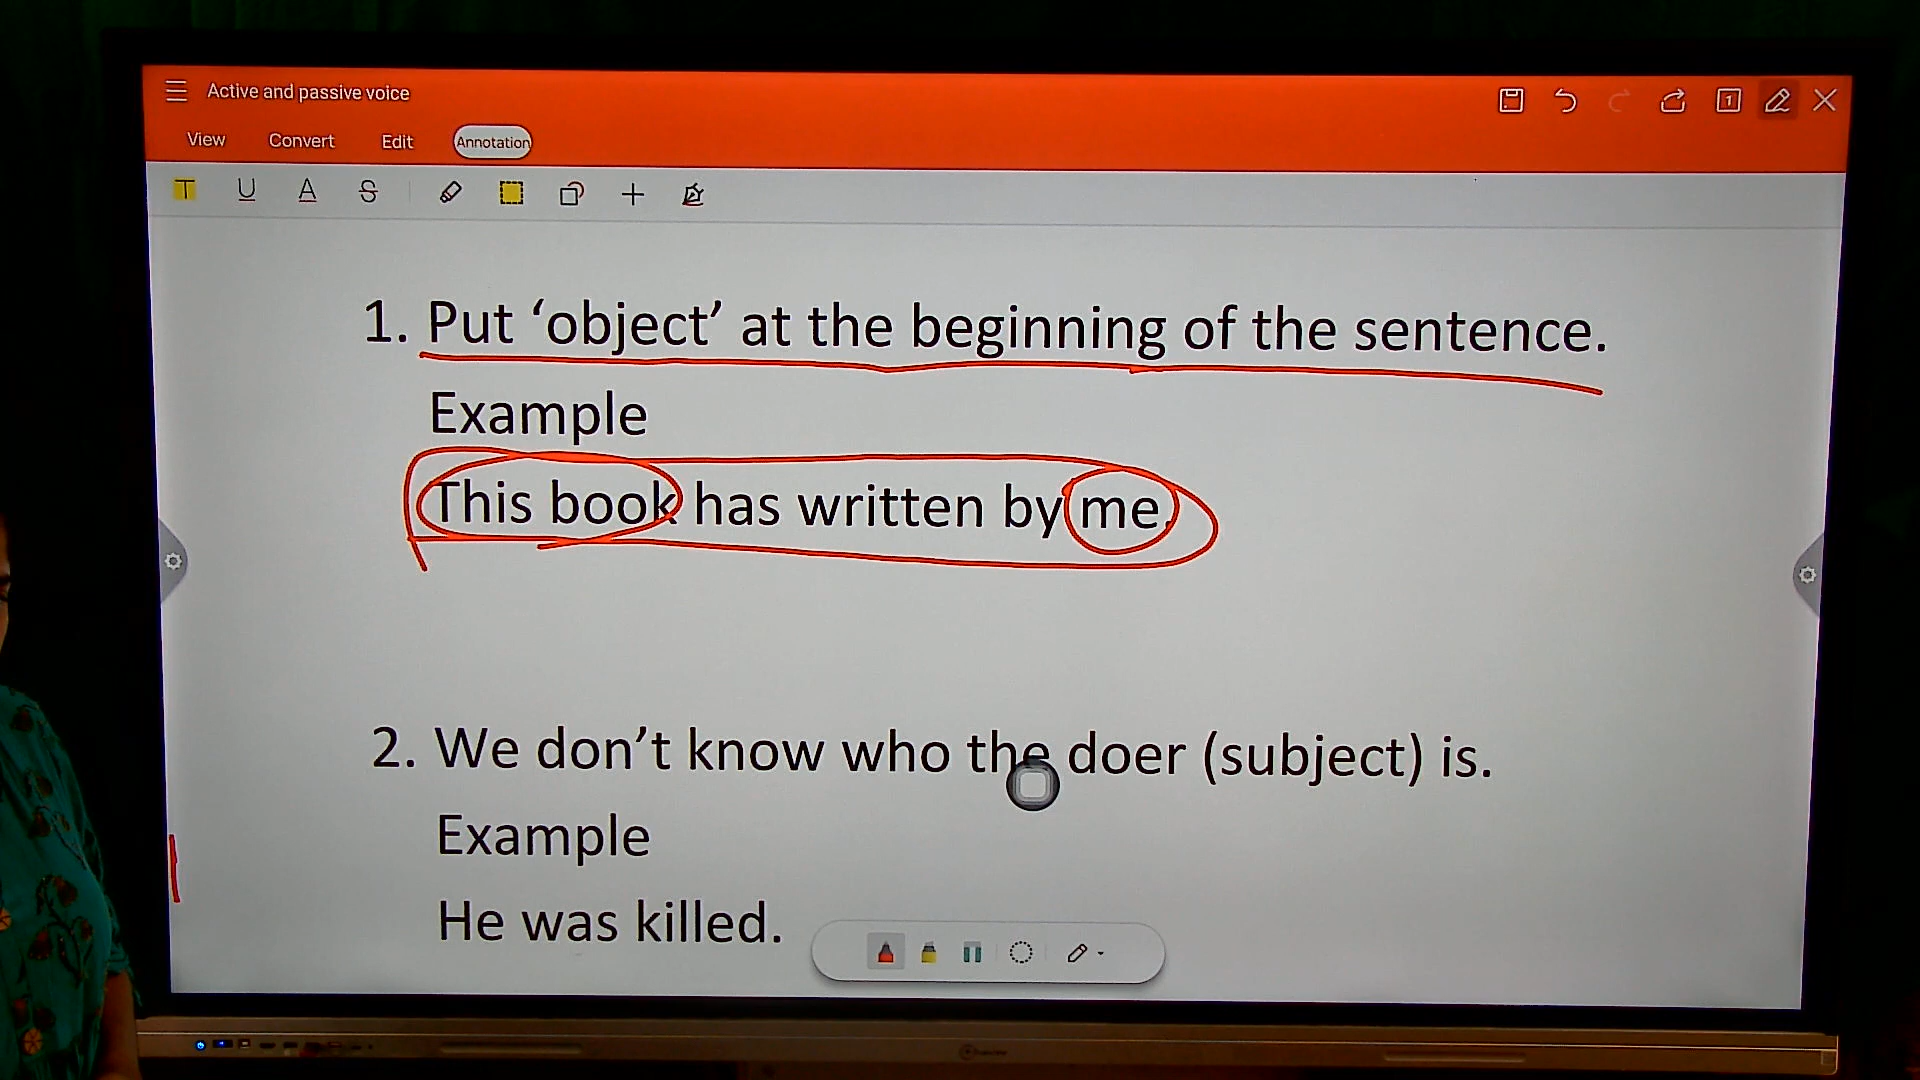 Active and passive voice
View Convert Edit Annotation
1. Put ‘object’ at the beginning of the sentence.
Example
This book has written by me.
2. We don’t know who the doer (subject) is.
Example
He was killed.